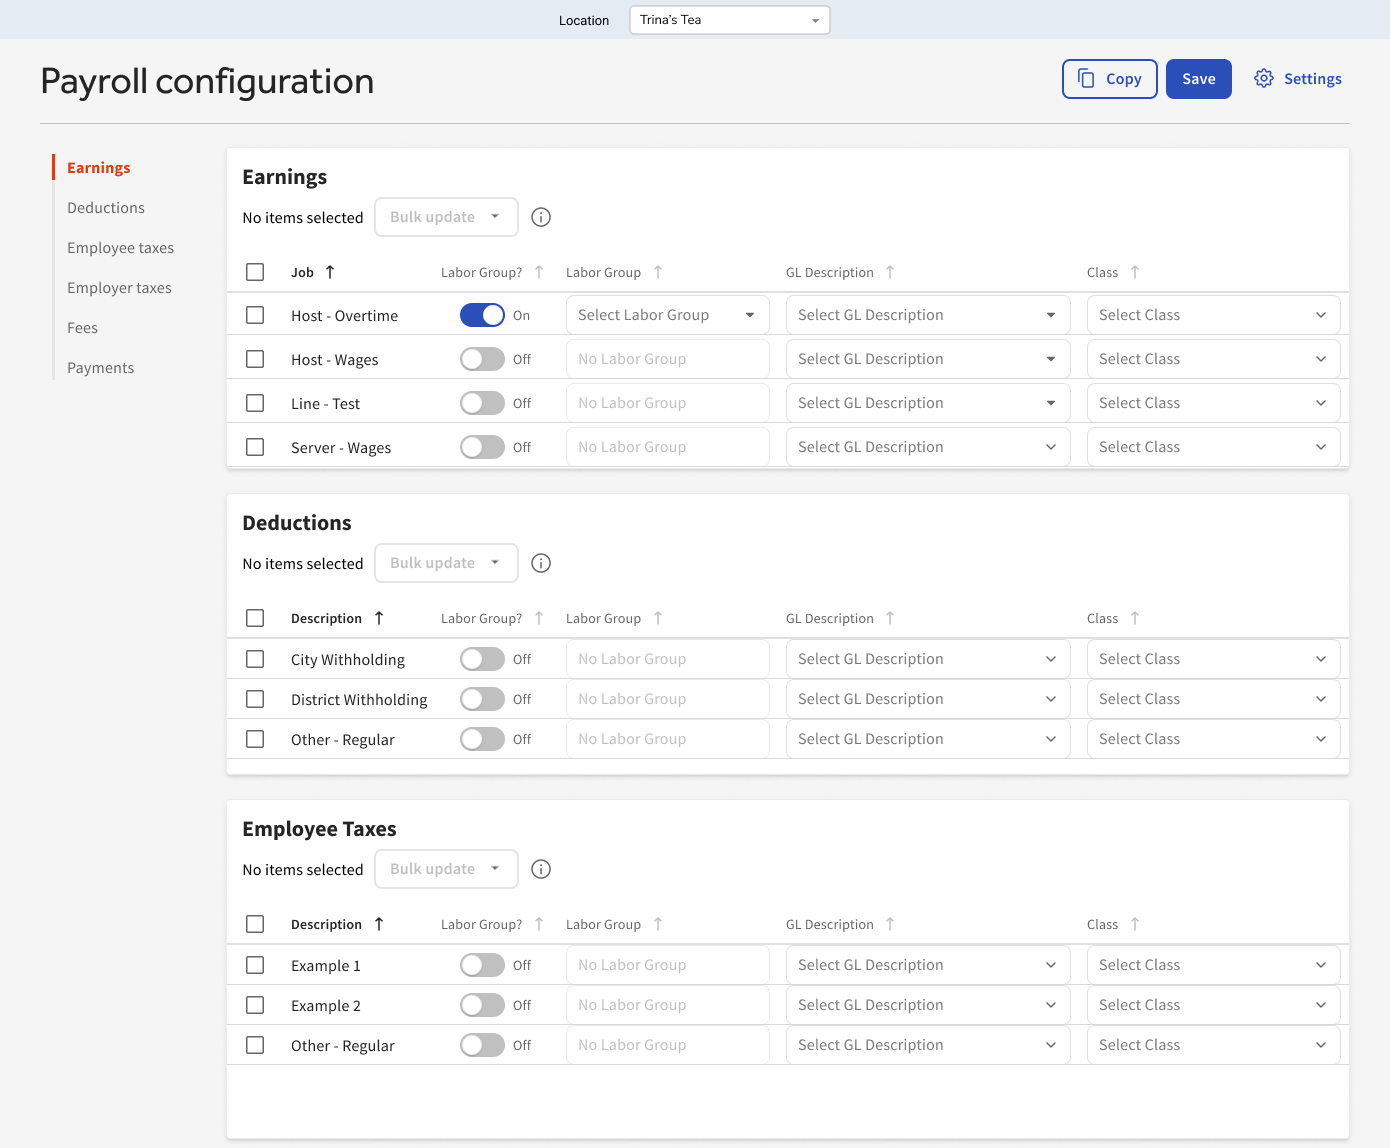 Location Trina's Tea
Payroll configuration Copy Save Settings
Earnings
Deductions
Employee taxes
Employer taxes
Fees
Payments
Earnings
No items selected Bulk update
Job Labor Group? Labor Group GL Description Class
Host - Overtime On Select Labor Group Select GL Description Select Class
Host - Wages Off No Labor Group Select GL Description Select Class
Line - Test Off No Labor Group Select GL Description Select Class
Server - Wages Off No Labor Group Select GL Description Select Class
Deductions
No items selected Bulk update
Description Labor Group? Labor Group GL Description Class
City Withholding Off No Labor Group Select GL Description Select Class
District Withholding Off No Labor Group Select GL Description Select Class
Other - Regular Off No Labor Group Select GL Description Select Class
Employee Taxes
No items selected Bulk update
Description Labor Group? Labor Group GL Description Class
Example 1 Off No Labor Group Select GL Description Select Class
Example 2 Off No Labor Group Select GL Description Select Class
Other - Regular Off No Labor Group Select GL Description Select Class